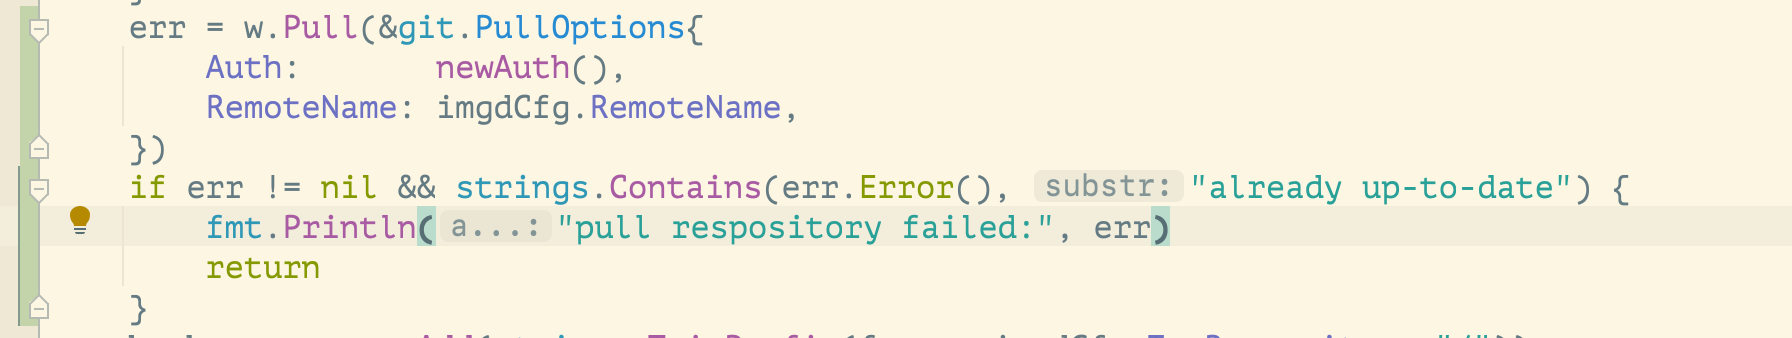 err = w.Pull(&git.PullOptions{
Auth: newAuth(),
RemoteName: imgdCfg.RemoteName,
})
if err != nil && strings.Contains(err.Error(), substr: "already up-to-date") {
fmt.Println( a...: "pull respository failed:", err)
return
}